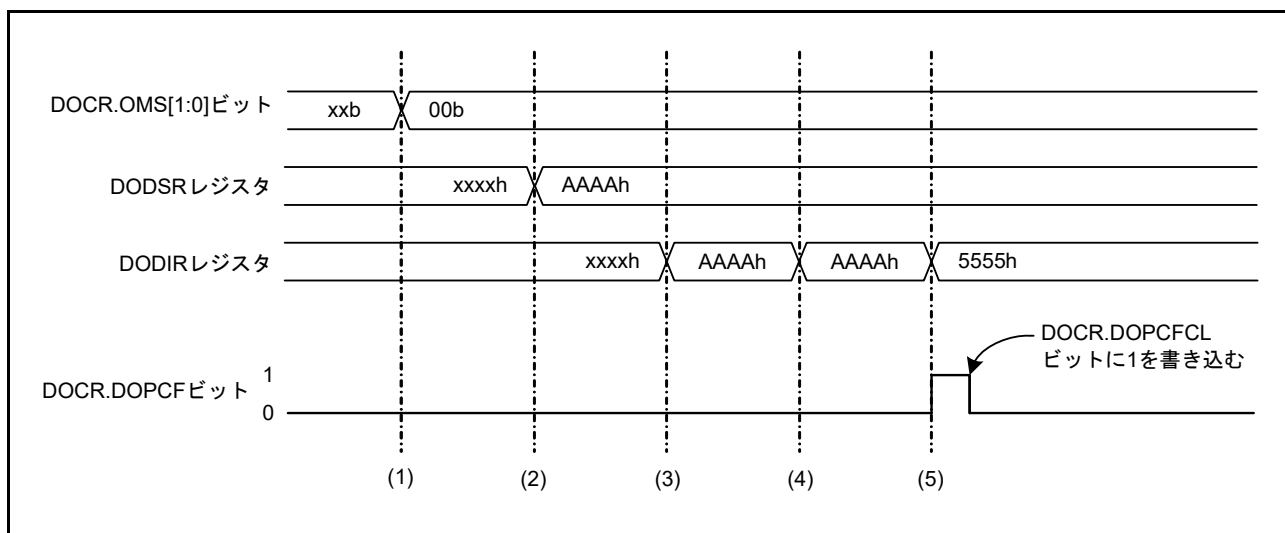 DOCR.OMS[1:0]ビット xxb 00b
DODSRレジスタ xxxxh AAAAh
DODIRレジスタ xxxxh AAAAh AAAAh 5555h
DOCR.DOPCFCL
ビットに1を書き込む
DOCR.DOPCFビット 1
0
(1) (2) (3) (4) (5)